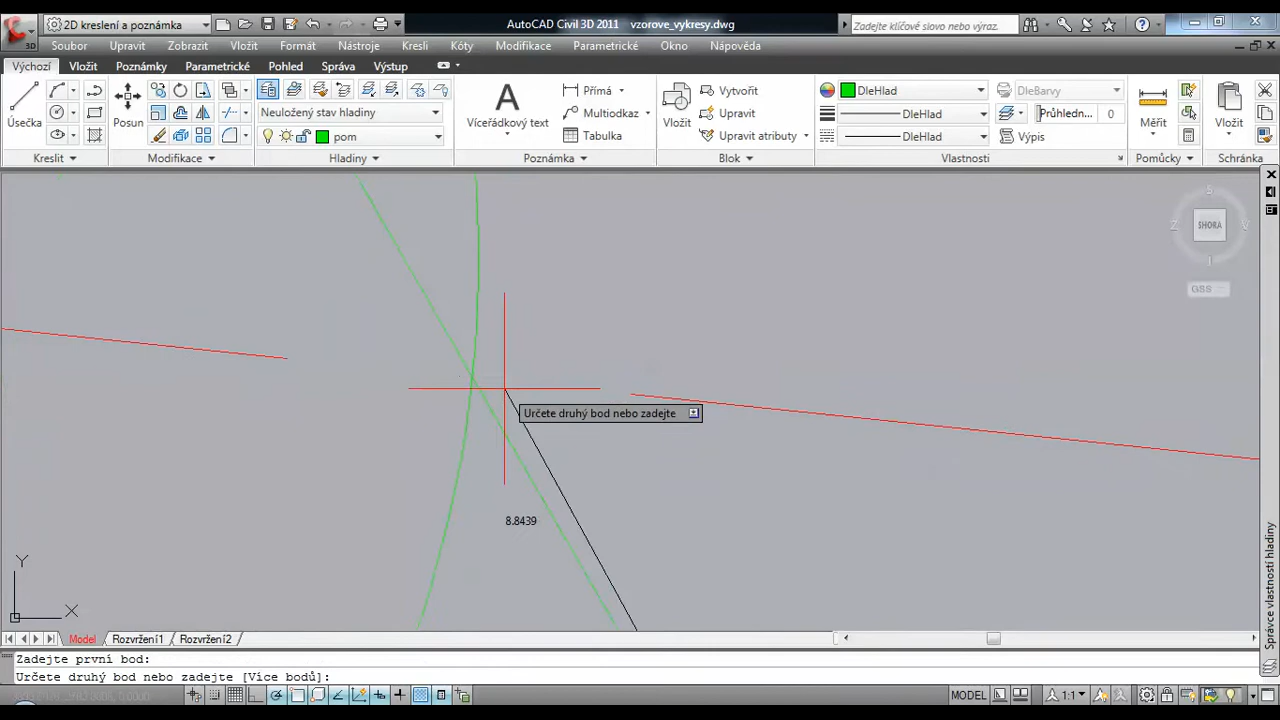 2D kreslení a poznámka
AutoCAD Civil 3D 2011 vzorove_vykresy.dwg
Zadejte klíčové slovo nebo výraz.
3D
Soubor Upravit Zobrazit Vložit Formát Nástroje Kresli Kóty Modifikace Parametrické Okno Nápověda
Výchozí Vložit Poznámky Parametrické Pohled Správa Výstup
Úsečka
Neuložený stav hladiny
pom
Víceřádkový text
Přímá
Multiodkaz
Tabulka
Vložit
Vytvořit
Upravit
Upravit atributy
DleHlad
DleHlad
DleHlad
DleBarvy
Průhledn... 0
Výpis
Měřit
Vložit
Kreslit Modifikace Hladiny Poznámka Blok Vlastnosti Pomůcky Schránka
S
Z SHORA V
GSS
Určete druhý bod nebo zadejte
8.8439
Y
X
Správce vlastností hladiny
Model Rozvržení1 Rozvržení2
Zadejte první bod:
Určete druhý bod nebo zadejte [Více bodů]:
MODEL
1:1